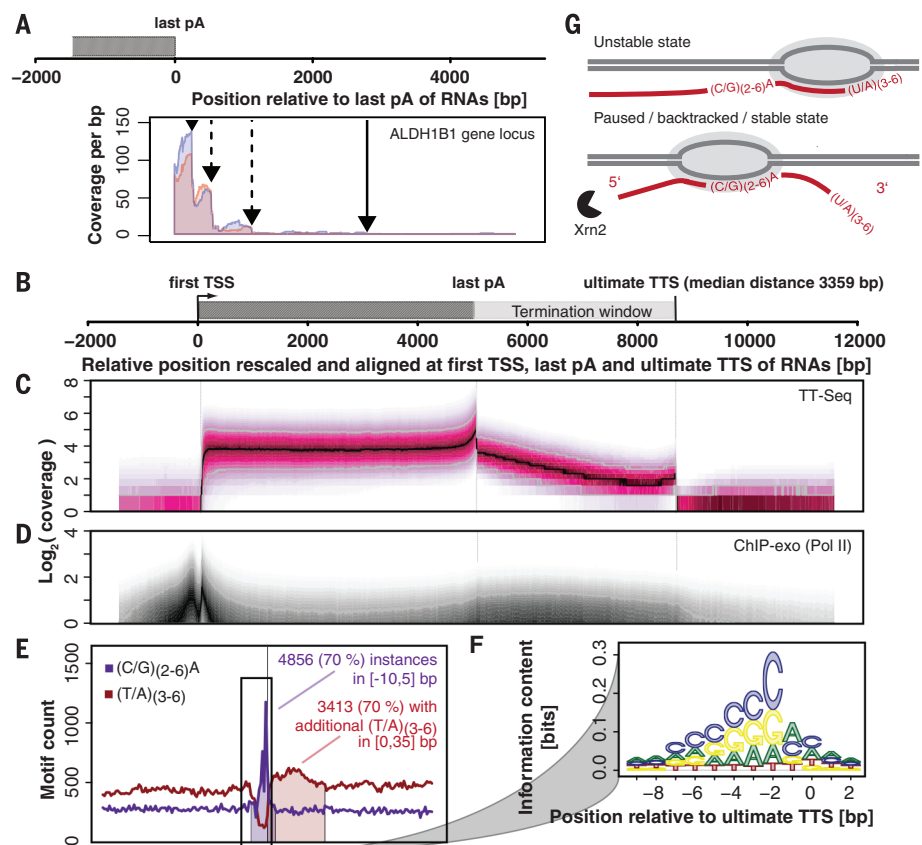 A
last pA
−2000 0 2000 4000
Position relative to last pA of RNAs [bp]
Coverage per bp
150
100
50
0
ALDH1B1 gene locus
G
Unstable state
(C/G)(2-6)A
(U/A)(3-6)
Paused / backtracked / stable state
5‘
(C/G)(2-6)A
3‘
(U/A)(3-6)
Xrn2
B
first TSS
last pA
ultimate TTS (median distance 3359 bp)
Termination window
−2000 0 2000 4000 6000 8000 10000 12000
Relative position rescaled and aligned at first TSS, last pA and ultimate TTS of RNAs [bp]
C
Log2( coverage )
8
6
4
2
0
TT-Seq
D
4
2
0
ChIP-exo (Pol II)
E
Motif count
1500
1000
500
0
(C/G)(2-6)A
(T/A)(3-6)
4856 (70 %) instances
in [-10,5] bp
3413 (70 %) with
additional (T/A)(3-6)
in [0,35] bp
F
Information content
[bits]
0.3
0.2
0.1
0.0
−8 −6 −4 −2 0 2
Position relative to ultimate TTS [bp]